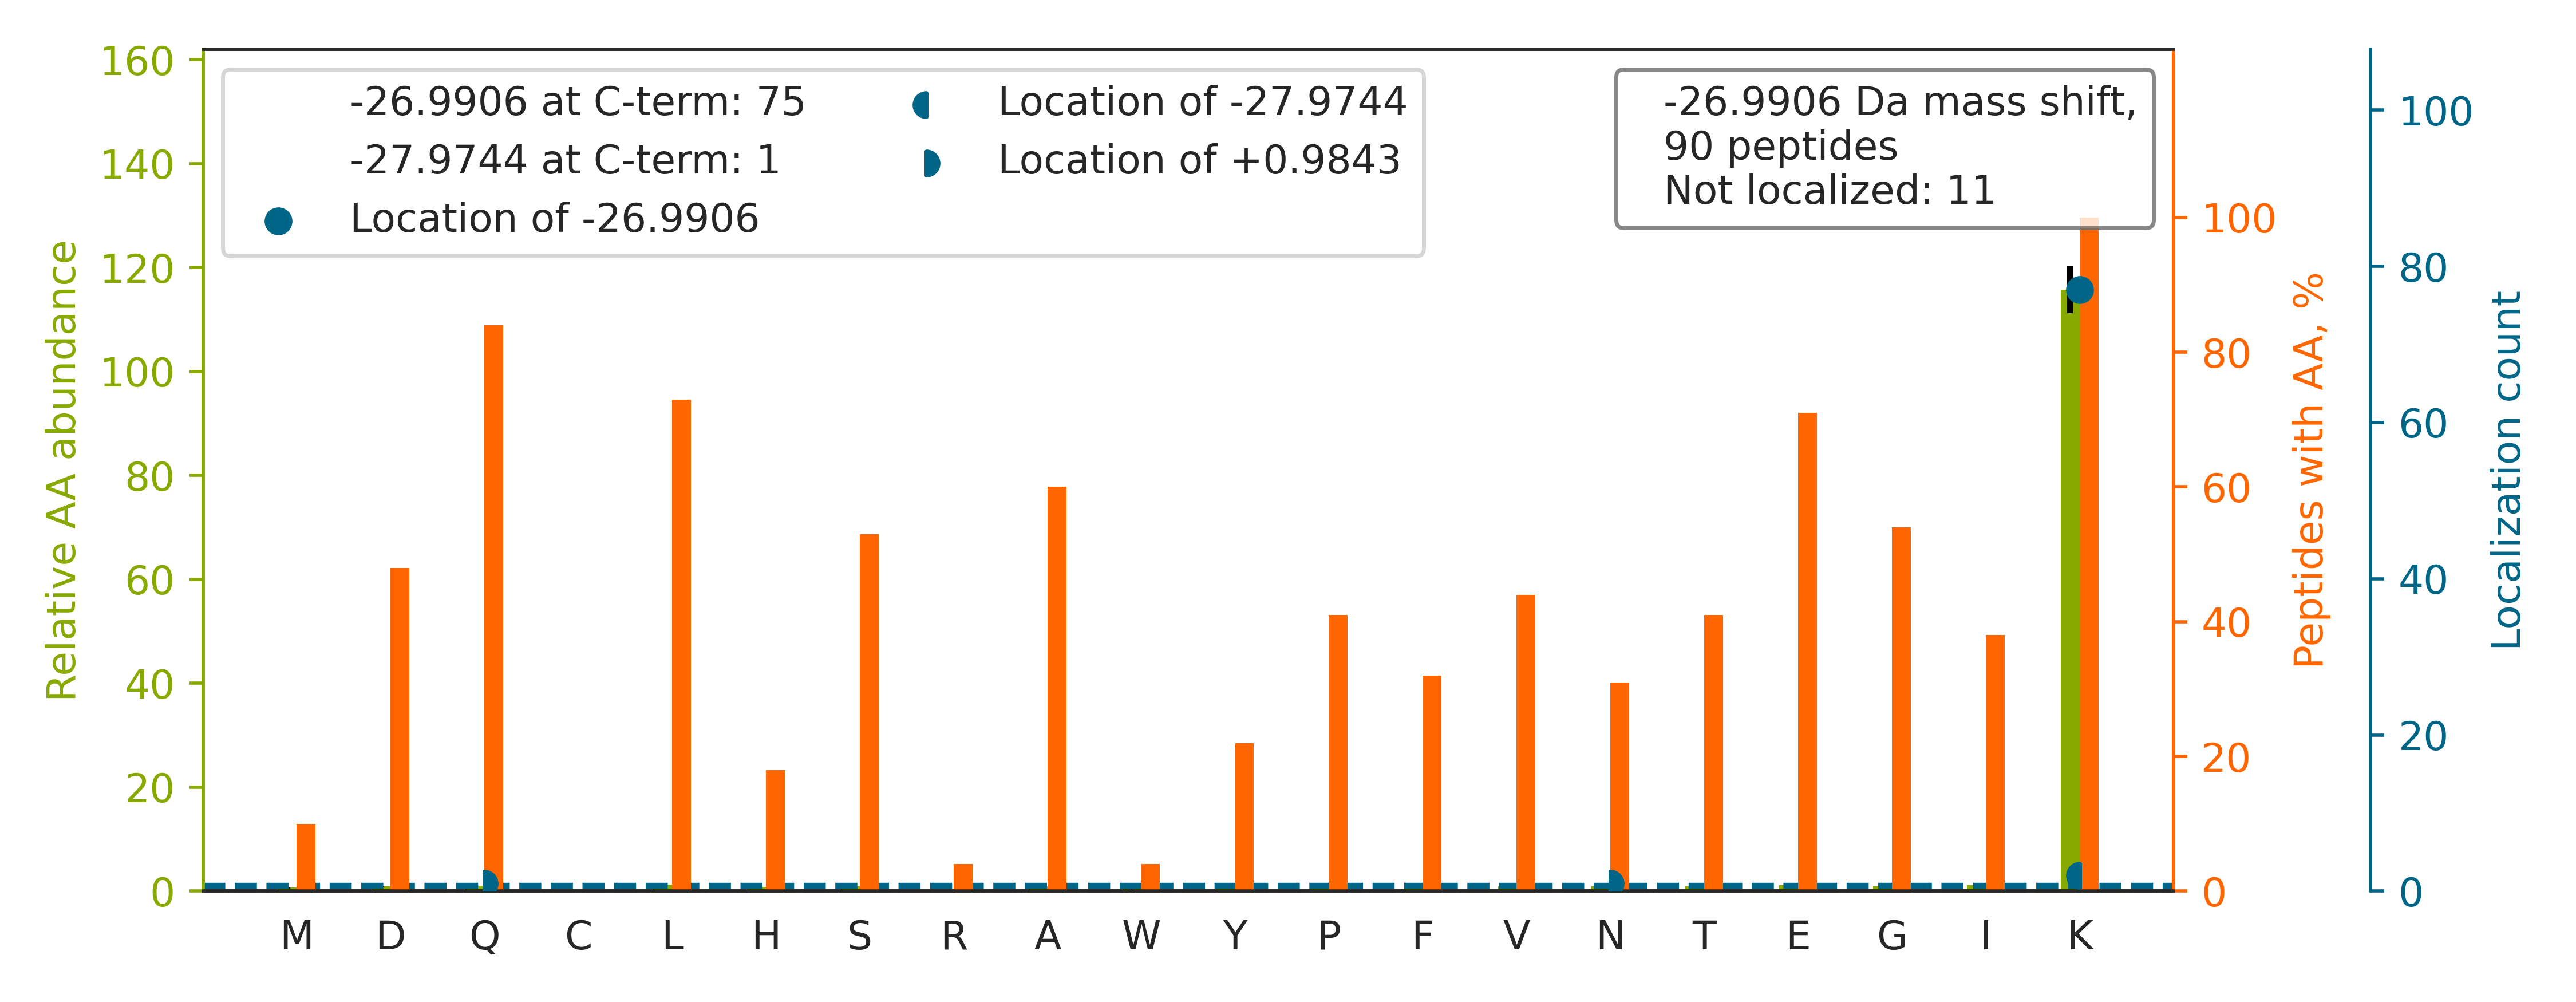 160
140
120
100
80
60
40
20
0
Relative AA abundance
-26.9906 at C-term: 75
-27.9744 at C-term: 1
Location of -26.9906
Location of -27.9744
Location of +0.9843
-26.9906 Da mass shift,
90 peptides
Not localized: 11
100
80
60
40
20
0
Peptides with AA, %
100
80
60
40
20
0
Localization count
M D Q C L H S R A W Y P F V N T E G I K